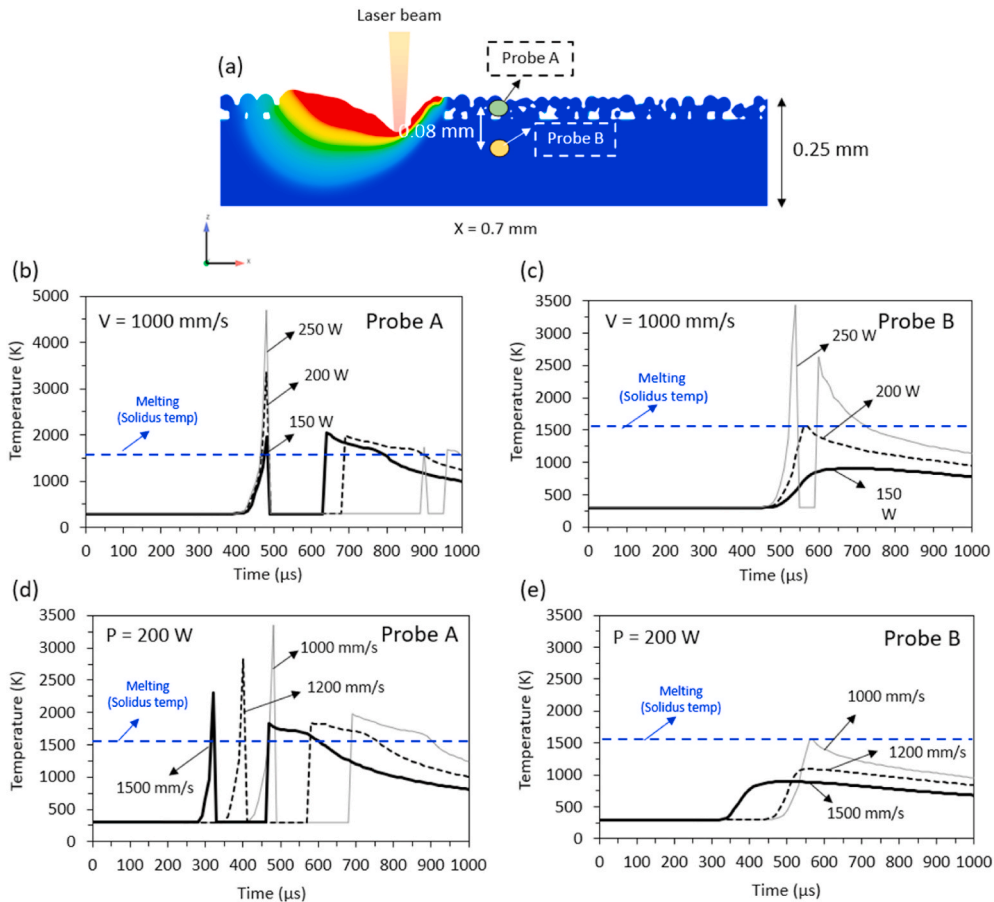 Laser beam
(a)
Probe A
0.08 mm
Probe B
0.25 mm
X = 0.7 mm
z
x
(b)
5000
4000
3000
2000
1000
0
Temperature (K)
V = 1000 mm/s
Probe A
250 W
200 W
150 W
Melting
(Solidus temp)
0 100 200 300 400 500 600 700 800 900 1000
Time (µs)
(c)
3500
3000
2500
2000
1500
1000
500
0
Temperature (K)
V = 1000 mm/s
Probe B
250 W
200 W
150
W
Melting
(Solidus temp)
0 100 200 300 400 500 600 700 800 900 1000
Time (µs)
(d)
3500
3000
2500
2000
1500
1000
500
0
Temperature (K)
P = 200 W
Probe A
1000 mm/s
1200 mm/s
Melting
(Solidus temp)
1500 mm/s
0 100 200 300 400 500 600 700 800 900 1000
Time (µs)
(e)
3500
3000
2500
2000
1500
1000
500
0
Temperature (K)
P = 200 W
Probe B
Melting
(Solidus temp)
1000 mm/s
1200 mm/s
1500 mm/s
0 100 200 300 400 500 600 700 800 900 1000
Time (µs)